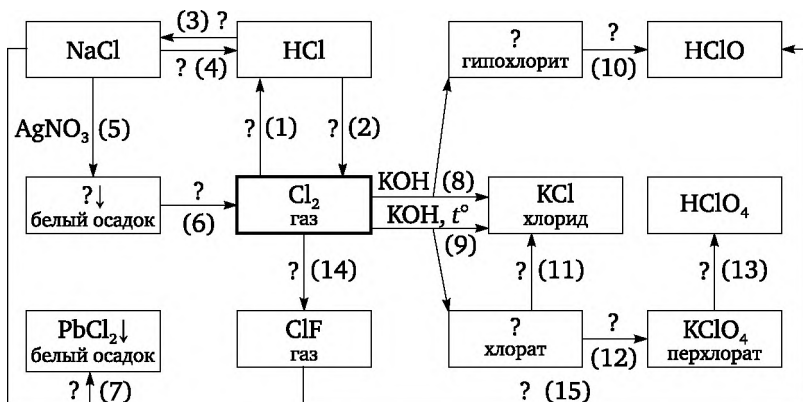 (3) ?
NaCl
HCl
? (4)
?
гипохлорит
?
(10)
HClO
AgNO₃ (5)
? (1)
? (2)
?↓
белый осадок
?
(6)
Cl₂
газ
KOH (8)
KOH, t°
(9)
KCl
хлорид
HClO₄
? (14)
? (11)
? (13)
PbCl₂↓
белый осадок
ClF
газ
?
хлорат
?
(12)
KClO₄
перхлорат
? (7)
? (15)